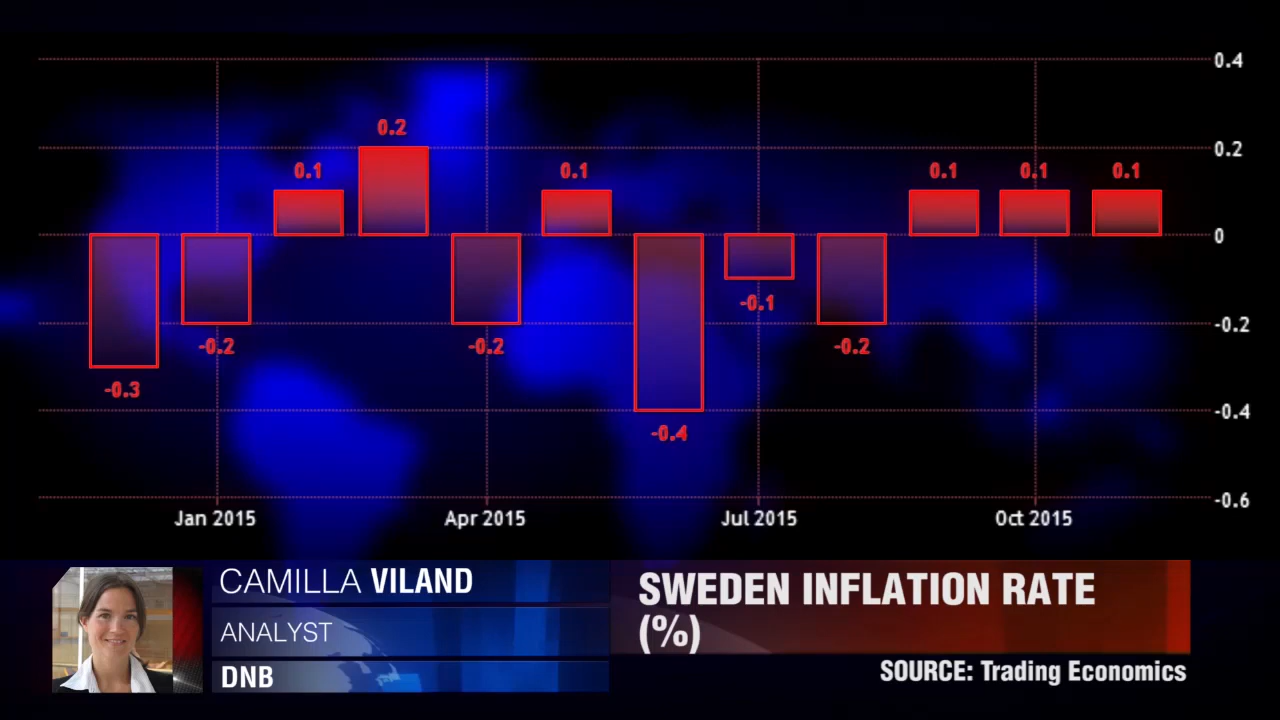 0.4
0.2
0.2
0.1
0.1
0.1
0.1
0.1
0
-0.1
-0.2
-0.2
-0.2
-0.2
-0.3
-0.4
-0.4
-0.6
Jan 2015
Apr 2015
Jul 2015
Oct 2015
CAMILLA VILAND
ANALYST
DNB
SWEDEN INFLATION RATE
(%)
SOURCE: Trading Economics